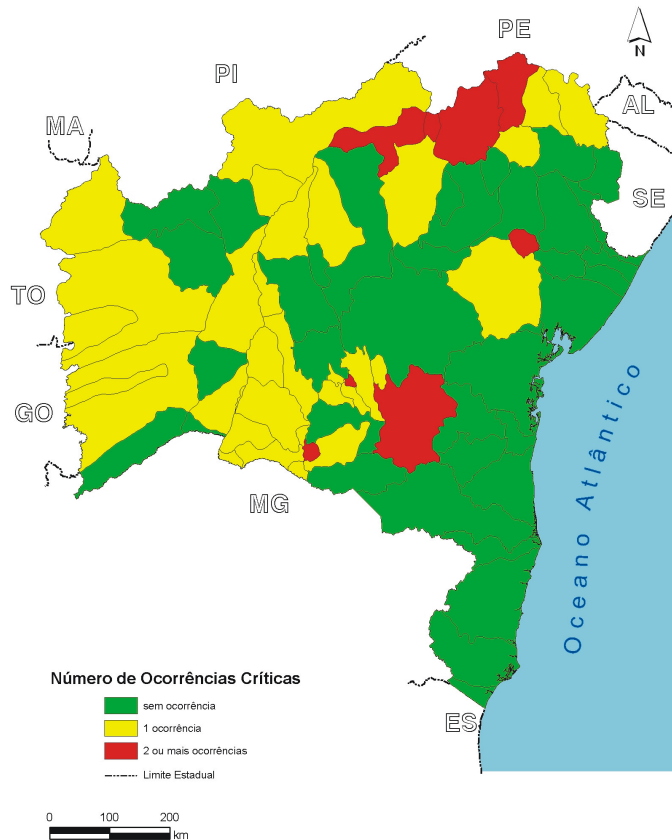 PE
N
PI
AL
MA
SE
TO
GO
MG
Oceano Atlântico
Número de Ocorrências Críticas
sem ocorrência
1 ocorrência
2 ou mais ocorrências
Limite Estadual
ES
0 100 200
km